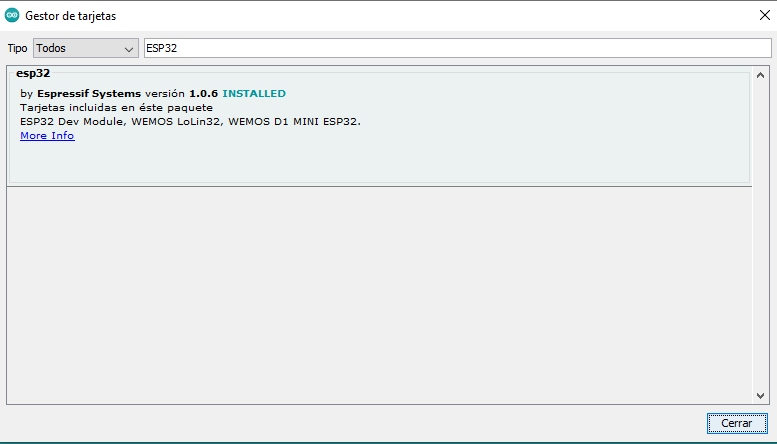 Gestor de tarjetas
Tipo Todos ESP32
esp32
by Espressif Systems versión 1.0.6 INSTALLED
Tarjetas incluidas en éste paquete
ESP32 Dev Module, WEMOS LoLin32, WEMOS D1 MINI ESP32.
More Info
Cerrar